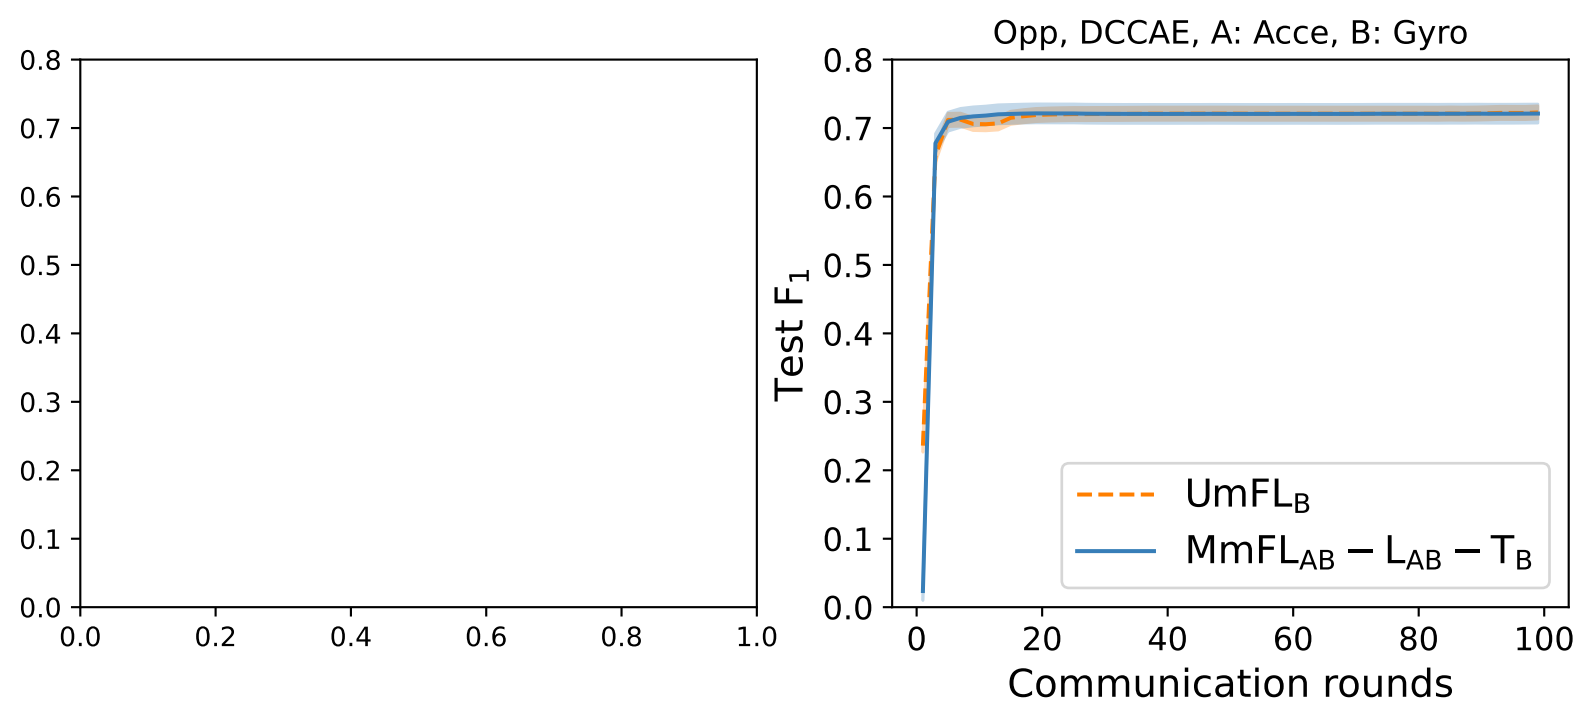 0.8
0.7
0.6
0.5
0.4
0.3
0.2
0.1
0.0
0.0 0.2 0.4 0.6 0.8 1.0
Opp, DCCAE, A: Acce, B: Gyro
Test F1
0.8
0.7
0.6
0.5
0.4
0.3
0.2
0.1
0.0
UmFLB
MmFLAB − LAB − TB
0 20 40 60 80 100
Communication rounds